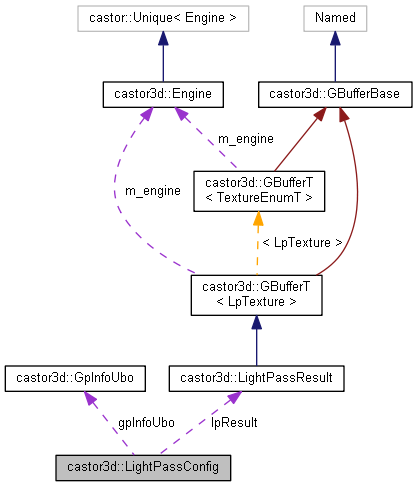 castor::Unique< Engine >
Named
castor3d::Engine
castor3d::GBufferBase
m_engine
m_engine
castor3d::GBufferT
< TextureEnumT >
< LpTexture >
castor3d::GBufferT
< LpTexture >
castor3d::GpInfoUbo
castor3d::LightPassResult
gpInfoUbo
lpResult
castor3d::LightPassConfig